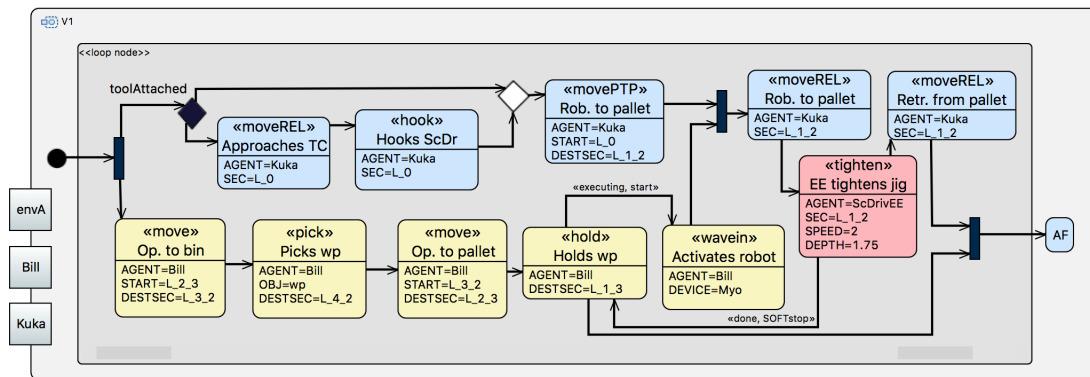 V1
<<loop node>>
toolAttached
«moveREL»
Approaches TC
AGENT=Kuka
SEC=L_0
«hook»
Hooks ScDr
AGENT=Kuka
SEC=L_0
«movePTP»
Rob. to pallet
AGENT=Kuka
START=L_0
DESTSEC=L_1_2
«moveREL»
Rob. to pallet
AGENT=Kuka
SEC=L_1_2
«moveREL»
Retr. from pallet
AGENT=Kuka
SEC=L_1_2
«tighten»
EE tightens jig
AGENT=ScDrivEE
SEC=L_1_2
SPEED=2
DEPTH=1.75
envA
Bill
Kuka
«move»
Op. to bin
AGENT=Bill
START=L_2_3
DESTSEC=L_3_2
«pick»
Picks wp
AGENT=Bill
OBJ=wp
DESTSEC=L_4_2
«move»
Op. to pallet
AGENT=Bill
START=L_3_2
DESTSEC=L_2_3
«executing, start»
«hold»
Holds wp
AGENT=Bill
DESTSEC=L_1_3
«wavein»
Activates robot
AGENT=Bill
DEVICE=Myo
«done, SOFTstop»
AF